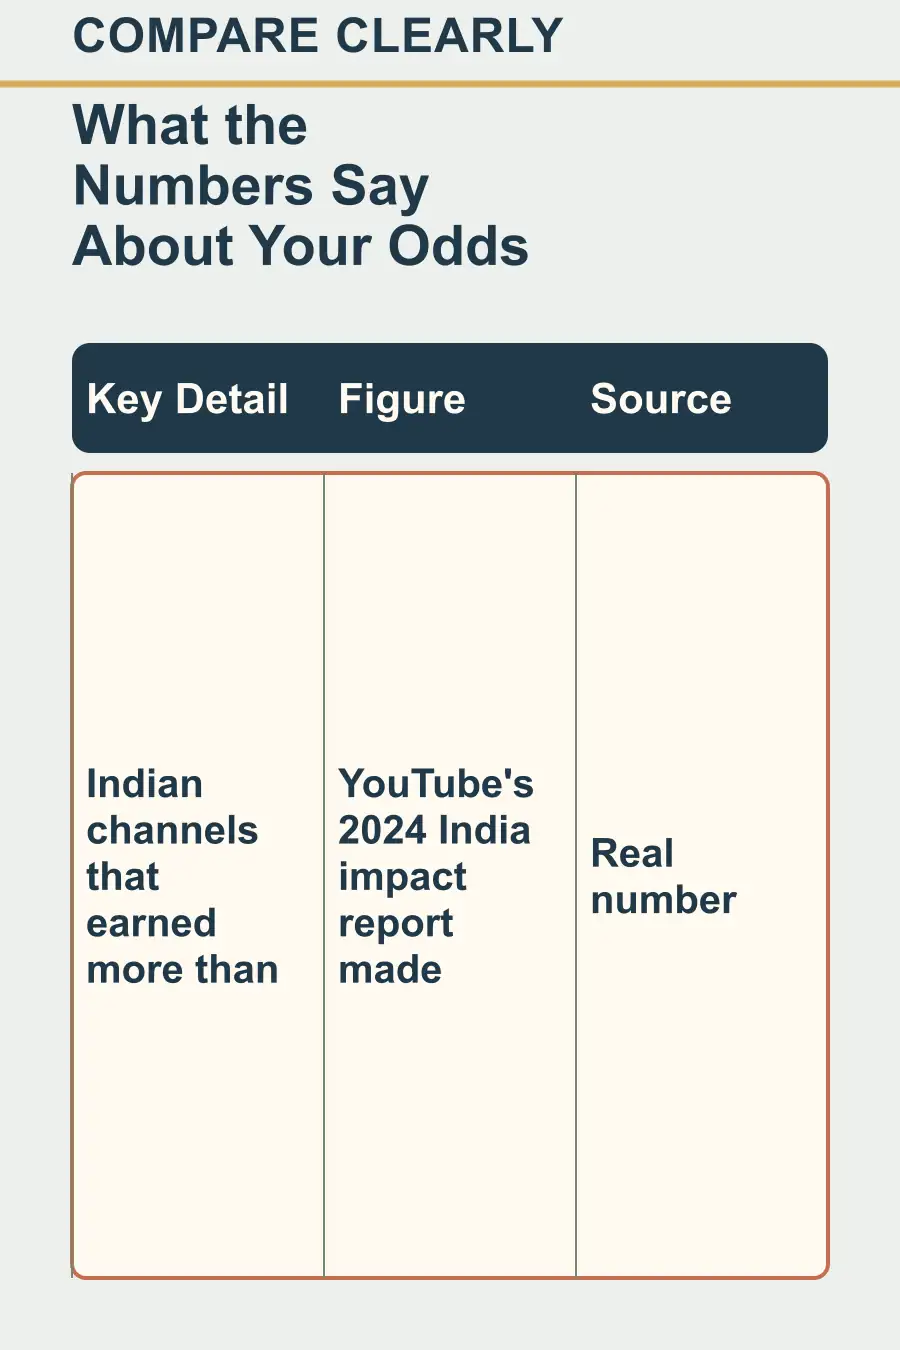 COMPARE CLEARLY
What the
Numbers Say
About Your Odds
Key Detail Figure Source
Indian
channels
that
earned
more than
YouTube's
2024 India
impact
report
made
Real
number